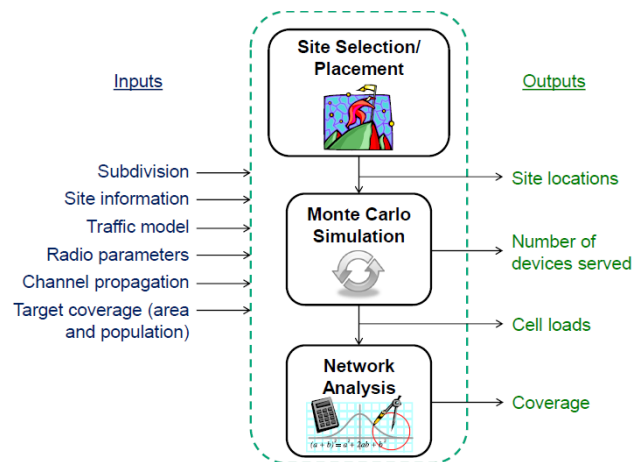 Inputs
Subdivision
Site information
Traffic model
Radio parameters
Channel propagation
Target coverage (area
and population)
Site Selection/
Placement
Monte Carlo
Simulation
Network
Analysis
Outputs
Site locations
Number of
devices served
Cell loads
Coverage